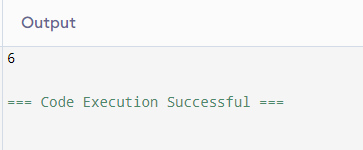 Output
6
=== Code Execution Successful ===